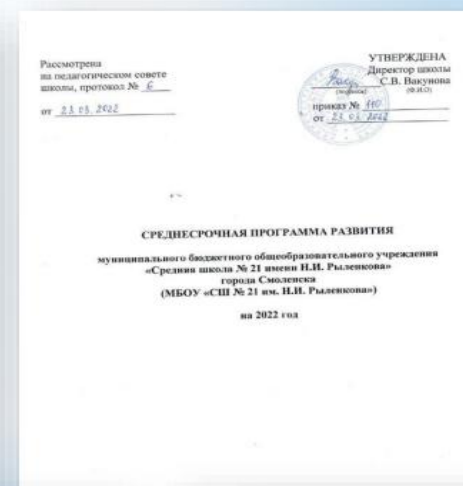 Рассмотрена
на педагогическом совете
школы, протокол № 6
от 23.03.2022
УТВЕРЖДЕНА
Директор школы
С.В. Вакунова
(подпись) (Ф.И.О)
приказ № 110
от 23.03.2022
СРЕДНЕСРОЧНАЯ ПРОГРАММА РАЗВИТИЯ
муниципального бюджетного общеобразовательного учреждения
«Средняя школа № 21 имени Н.И. Рыленкова»
города Смоленска
(МБОУ «СШ № 21 им. Н.И. Рыленкова»)
на 2022 год